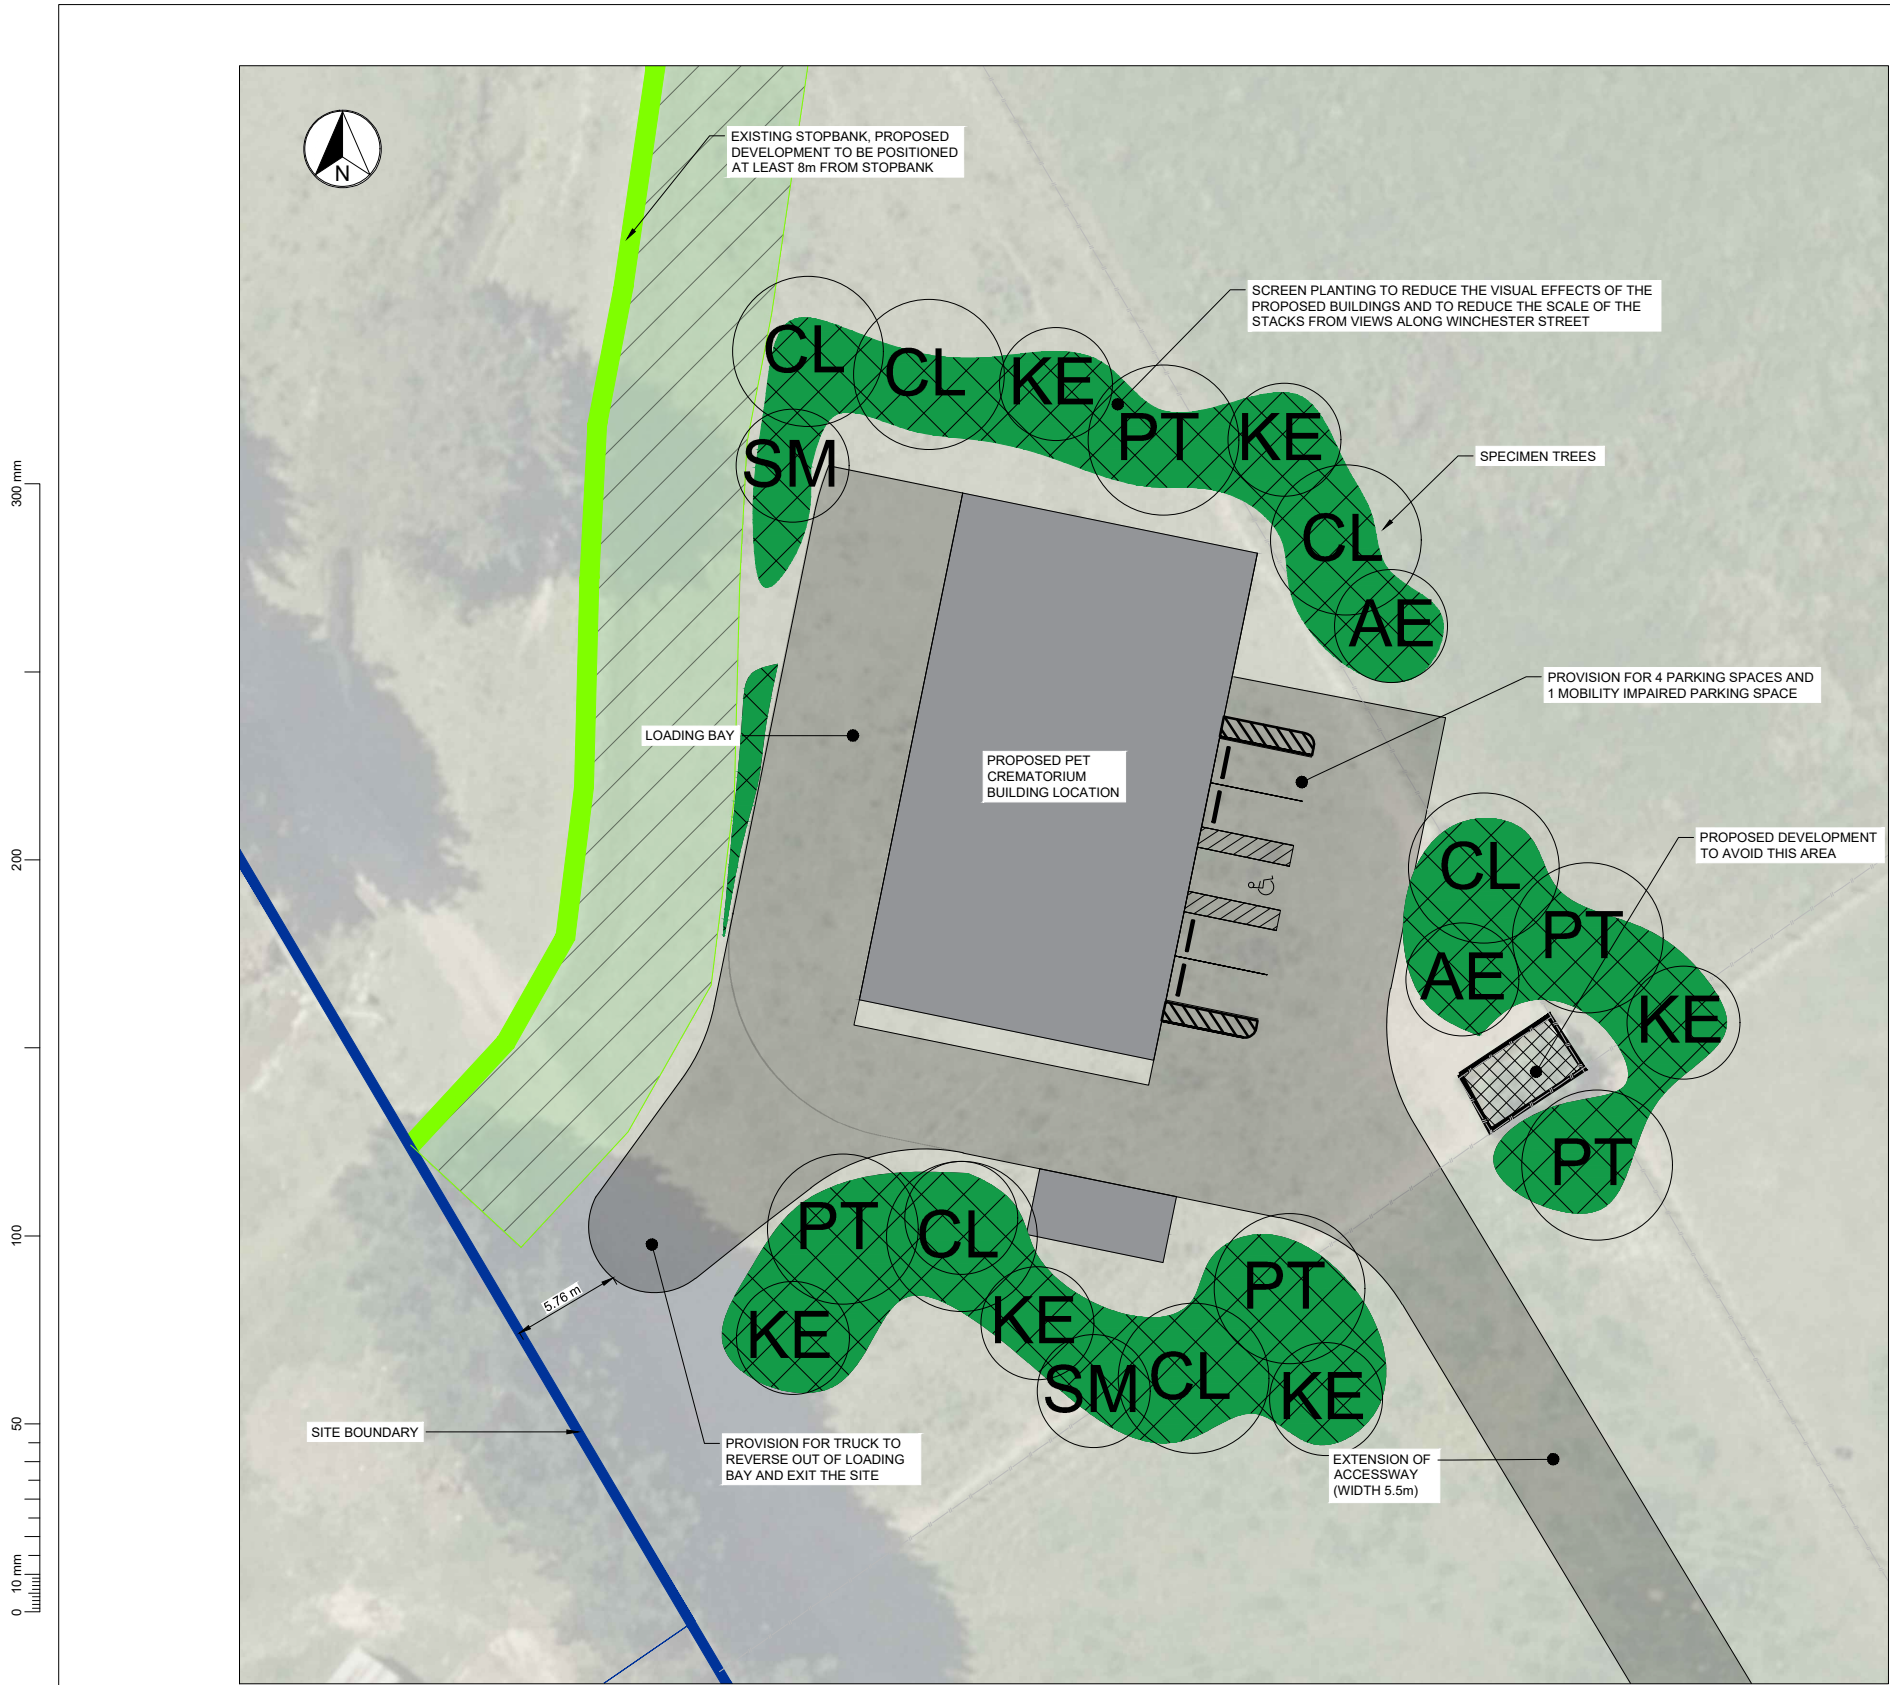 N
EXISTING STOPBANK, PROPOSED
DEVELOPMENT TO BE POSITIONED
AT LEAST 8m FROM STOPBANK
SCREEN PLANTING TO REDUCE THE VISUAL EFFECTS OF THE
PROPOSED BUILDINGS AND TO REDUCE THE SCALE OF THE
STACKS FROM VIEWS ALONG WINCHESTER STREET
CL
CL
KE
PT
KE
SM
SPECIMEN TREES
CL
AE
PROVISION FOR 4 PARKING SPACES AND
1 MOBILITY IMPAIRED PARKING SPACE
LOADING BAY
PROPOSED PET
CREMATORIUM
BUILDING LOCATION
PROPOSED DEVELOPMENT
TO AVOID THIS AREA
CL
PT
AE
KE
PT
PT
CL
KE
KE
SM
CL
PT
KE
5.76 m
SITE BOUNDARY
PROVISION FOR TRUCK TO
REVERSE OUT OF LOADING
BAY AND EXIT THE SITE
EXTENSION OF
ACCESSWAY
(WIDTH 5.5m)
300 mm
200
100
50
10 mm
0